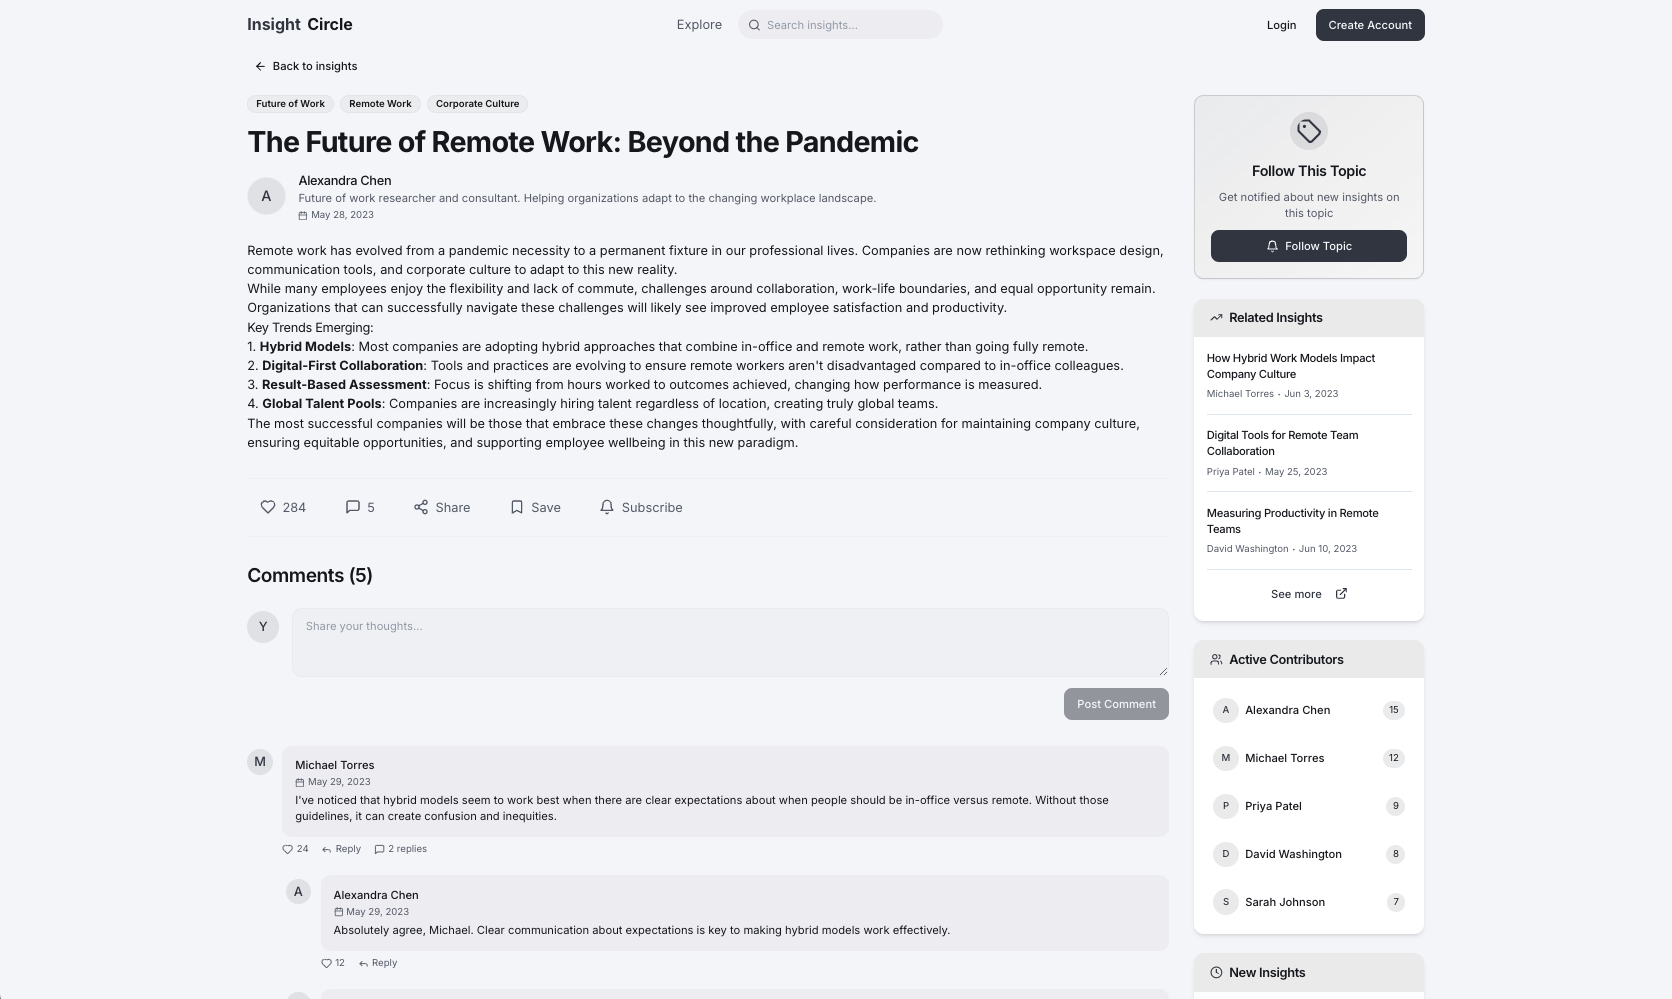 Insight Circle
Explore
Search insights...
Login
Create Account
Back to insights
Future of Work
Remote Work
Corporate Culture
The Future of Remote Work: Beyond the Pandemic
A
Alexandra Chen
Future of work researcher and consultant. Helping organizations adapt to the changing workplace landscape.
May 28, 2023
Remote work has evolved from a pandemic necessity to a permanent fixture in our professional lives. Companies are now rethinking workspace design,
communication tools, and corporate culture to adapt to this new reality.
While many employees enjoy the flexibility and lack of commute, challenges around collaboration, work-life boundaries, and equal opportunity remain.
Organizations that can successfully navigate these challenges will likely see improved employee satisfaction and productivity.
Key Trends Emerging:
1. Hybrid Models: Most companies are adopting hybrid approaches that combine in-office and remote work, rather than going fully remote.
2. Digital-First Collaboration: Tools and practices are evolving to ensure remote workers aren't disadvantaged compared to in-office colleagues.
3. Result-Based Assessment: Focus is shifting from hours worked to outcomes achieved, changing how performance is measured.
4. Global Talent Pools: Companies are increasingly hiring talent regardless of location, creating truly global teams.
The most successful companies will be those that embrace these changes thoughtfully, with careful consideration for maintaining company culture,
ensuring equitable opportunities, and supporting employee wellbeing in this new paradigm.
284
5
Share
Save
Subscribe
Comments (5)
Y
Share your thoughts...
Post Comment
M
Michael Torres
May 29, 2023
I've noticed that hybrid models seem to work best when there are clear expectations about when people should be in-office versus remote. Without those
guidelines, it can create confusion and inequities.
24
Reply
2 replies
A
Alexandra Chen
May 29, 2023
Absolutely agree, Michael. Clear communication about expectations is key to making hybrid models work effectively.
12
Reply
Follow This Topic
Get notified about new insights on
this topic
Follow Topic
Related Insights
How Hybrid Work Models Impact
Company Culture
Michael Torres • Jun 3, 2023
Digital Tools for Remote Team
Collaboration
Priya Patel • May 25, 2023
Measuring Productivity in Remote
Teams
David Washington • Jun 10, 2023
See more
Active Contributors
A
Alexandra Chen
15
M
Michael Torres
12
P
Priya Patel
9
D
David Washington
8
S
Sarah Johnson
7
New Insights